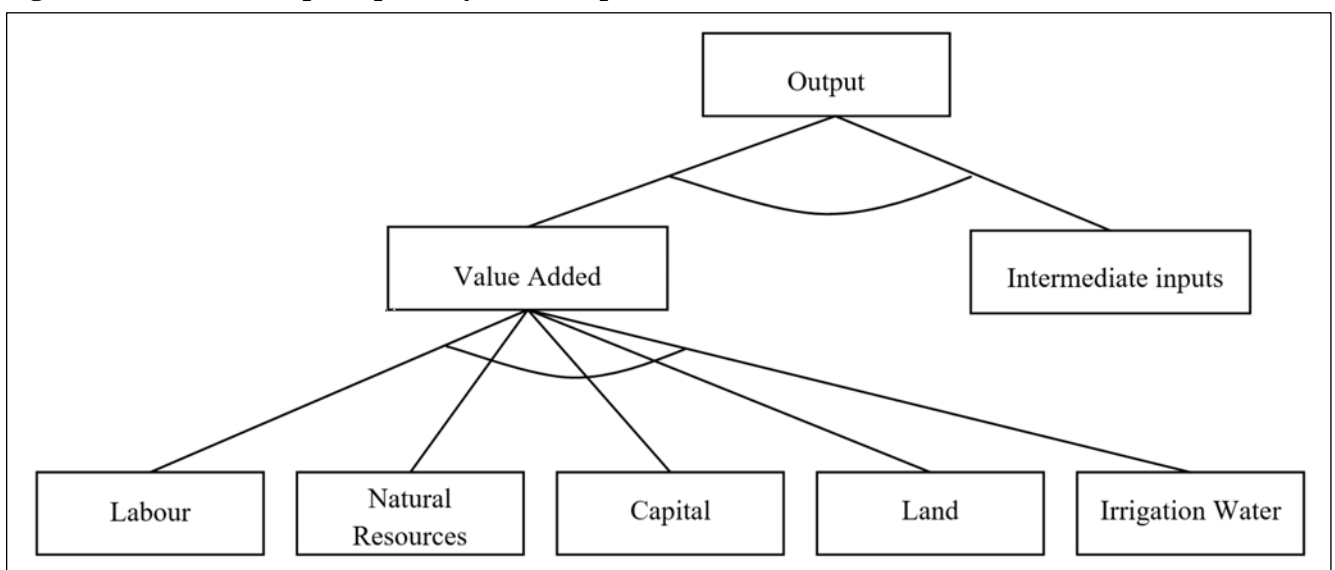 Output
Value Added
Intermediate inputs
Labour
Natural
Resources
Capital
Land
Irrigation Water